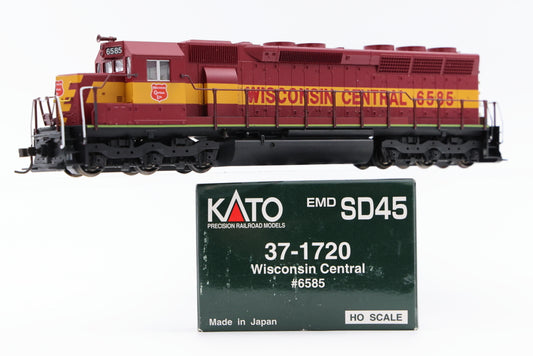 6585
WISCONSIN CENTRAL 6585
KATO
PRECISION RAILROAD MODELS
EMD SD45
37-1720
Wisconsin Central
#6585
Made in Japan
HO SCALE